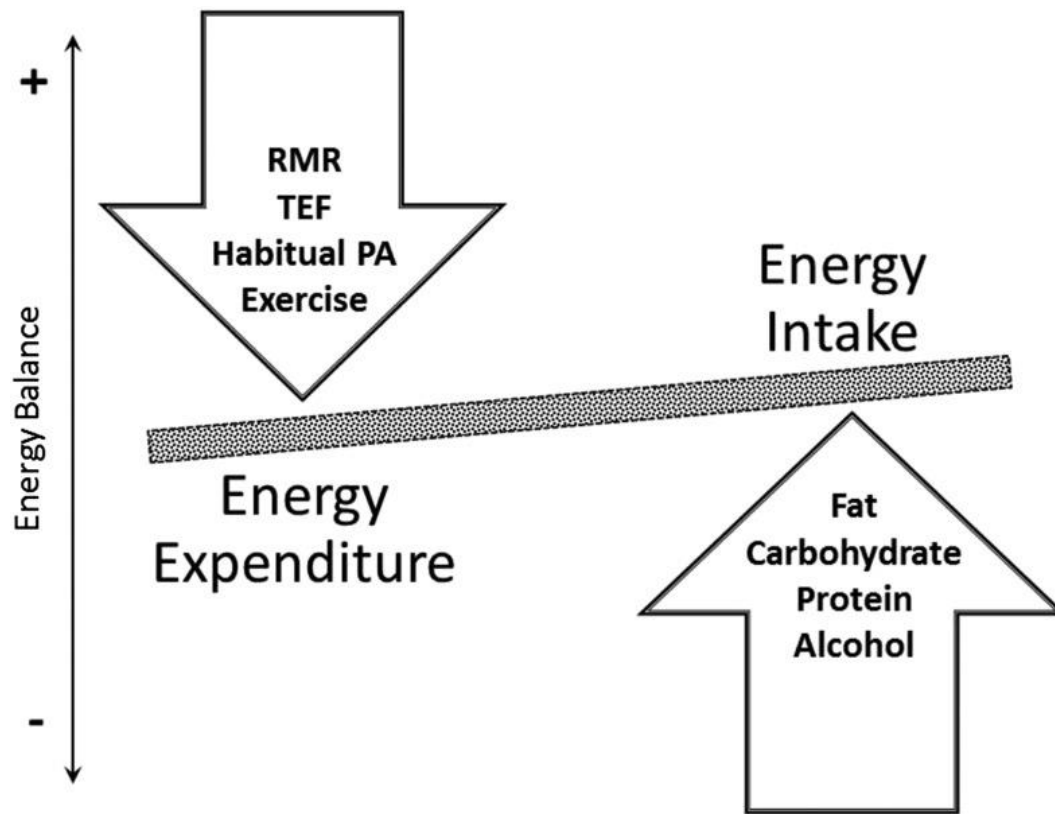 +
RMR
TEF
Habitual PA
Exercise
Energy
Intake
Energy Balance
Energy
Expenditure
Fat
Carbohydrate
Protein
Alcohol
-